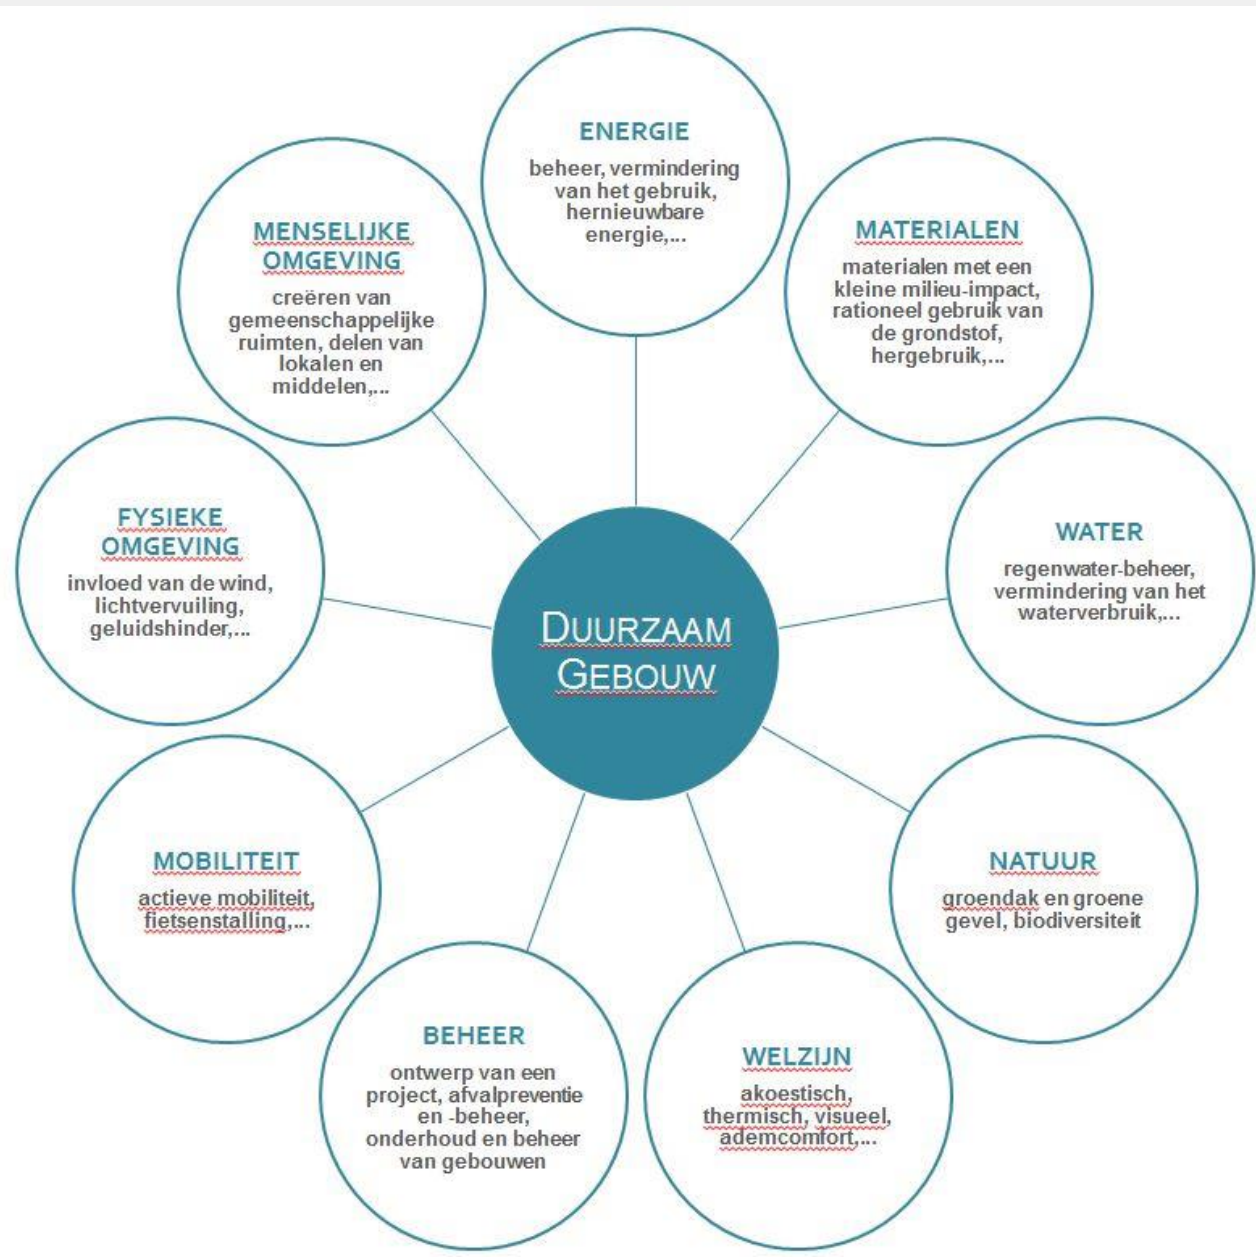 ENERGIE
beheer, vermindering
van het gebruik,
hernieuwbare
energie,...
MATERIALEN
materialen met een
kleine milieu-impact,
rationeel gebruik van
de grondstof,
hergebruik,...
WATER
regenwater-beheer,
vermindering van het
waterverbruik,...
NATUUR
groendak en groene
gevel, biodiversiteit
WELZIJN
akoestisch,
thermisch, visueel,
ademcomfort,...
BEHEER
ontwerp van een
project, afvalpreventie
en -beheer,
onderhoud en beheer
van gebouwen
MOBILITEIT
actieve mobiliteit,
fietsenstalling,...
FYSIEKE
OMGEVING
invloed van de wind,
lichtvervuiling,
geluidshinder,...
MENSELIJKE
OMGEVING
creëren van
gemeenschappelijke
ruimten, delen van
lokalen en
middelen,...
DUURZAAM
GEBOUW